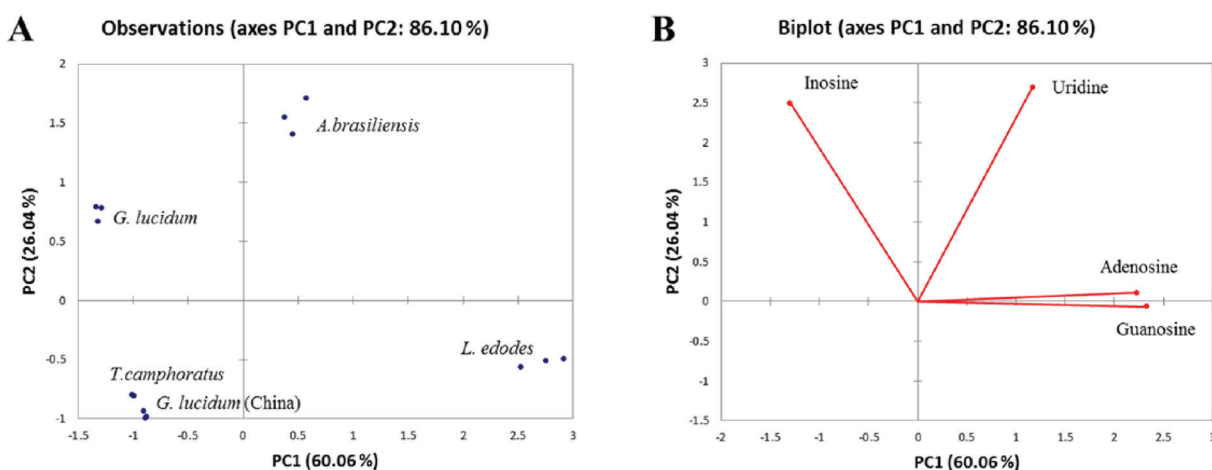 A
Observations (axes PC1 and PC2: 86.10 %)
2
1.5
1
0.5
0
-0.5
-1
-1.5 -1 -0.5 0 0.5 1 1.5 2 2.5 3
PC2 (26.04 %)
PC1 (60.06 %)
A.brasiliensis
G. lucidum
L. edodes
T.camphoratus
G. lucidum (China)
B
Biplot (axes PC1 and PC2: 86.10 %)
3
2.5
2
1.5
1
0.5
0
-0.5
-1
-1.5
-2 -1.5 -1 -0.5 0 0.5 1 1.5 2 2.5 3
PC2 (26.04 %)
PC1 (60.06 %)
Inosine
Uridine
Adenosine
Guanosine